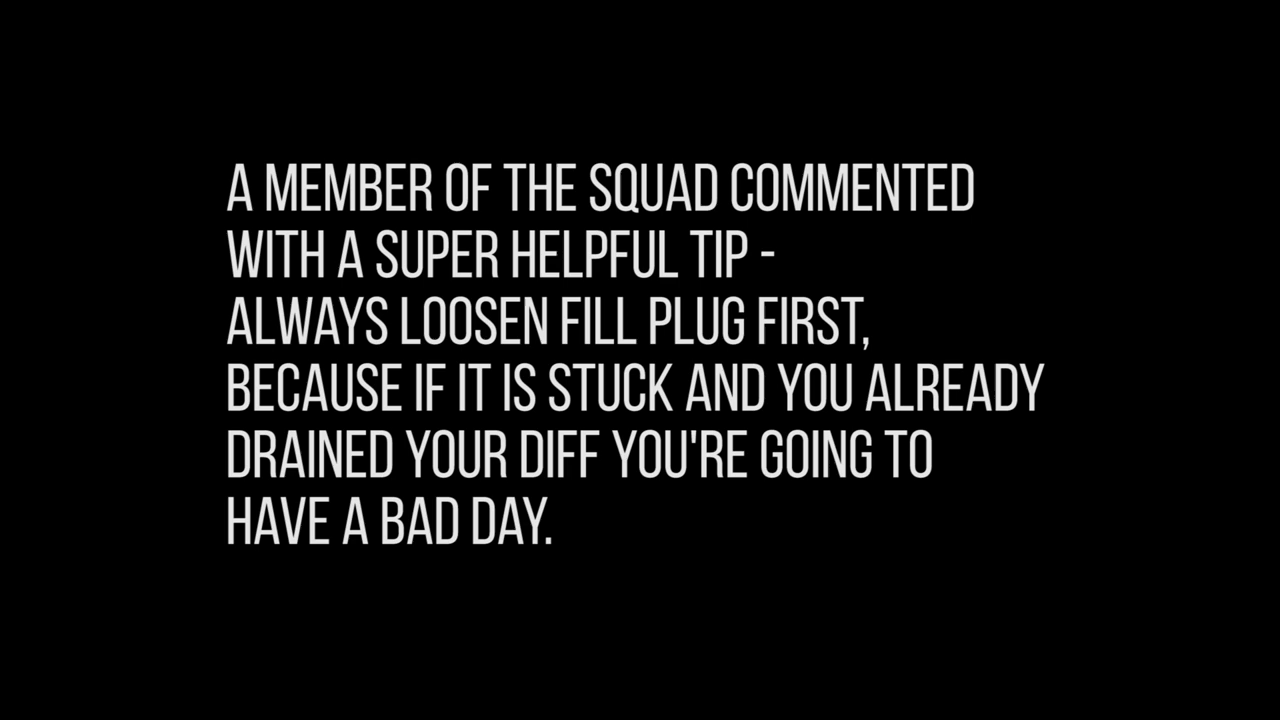 A MEMBER OF THE SQUAD COMMENTED
WITH A SUPER HELPFUL TIP -
ALWAYS LOOSEN FILL PLUG FIRST,
BECAUSE IF IT IS STUCK AND YOU ALREADY
DRAINED YOUR DIFF YOU'RE GOING TO
HAVE A BAD DAY.